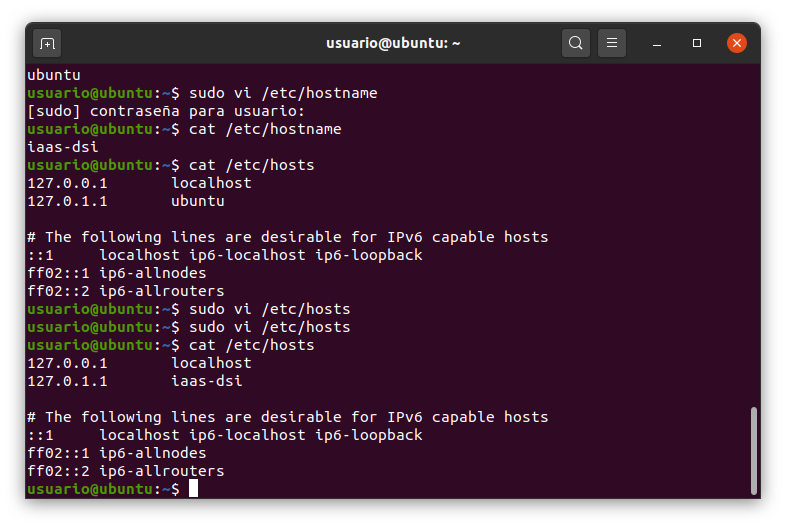 usuario@ubuntu: ~
ubuntu
usuario@ubuntu:~$ sudo vi /etc/hostname
[sudo] contraseña para usuario:
usuario@ubuntu:~$ cat /etc/hostname
iaas-dsi
usuario@ubuntu:~$ cat /etc/hosts
127.0.0.1       localhost
127.0.1.1       ubuntu

# The following lines are desirable for IPv6 capable hosts
::1     localhost ip6-localhost ip6-loopback
ff02::1 ip6-allnodes
ff02::2 ip6-allrouters
usuario@ubuntu:~$ sudo vi /etc/hosts
usuario@ubuntu:~$ sudo vi /etc/hosts
usuario@ubuntu:~$ cat /etc/hosts
127.0.0.1       localhost
127.0.1.1       iaas-dsi

# The following lines are desirable for IPv6 capable hosts
::1     localhost ip6-localhost ip6-loopback
ff02::1 ip6-allnodes
ff02::2 ip6-allrouters
usuario@ubuntu:~$